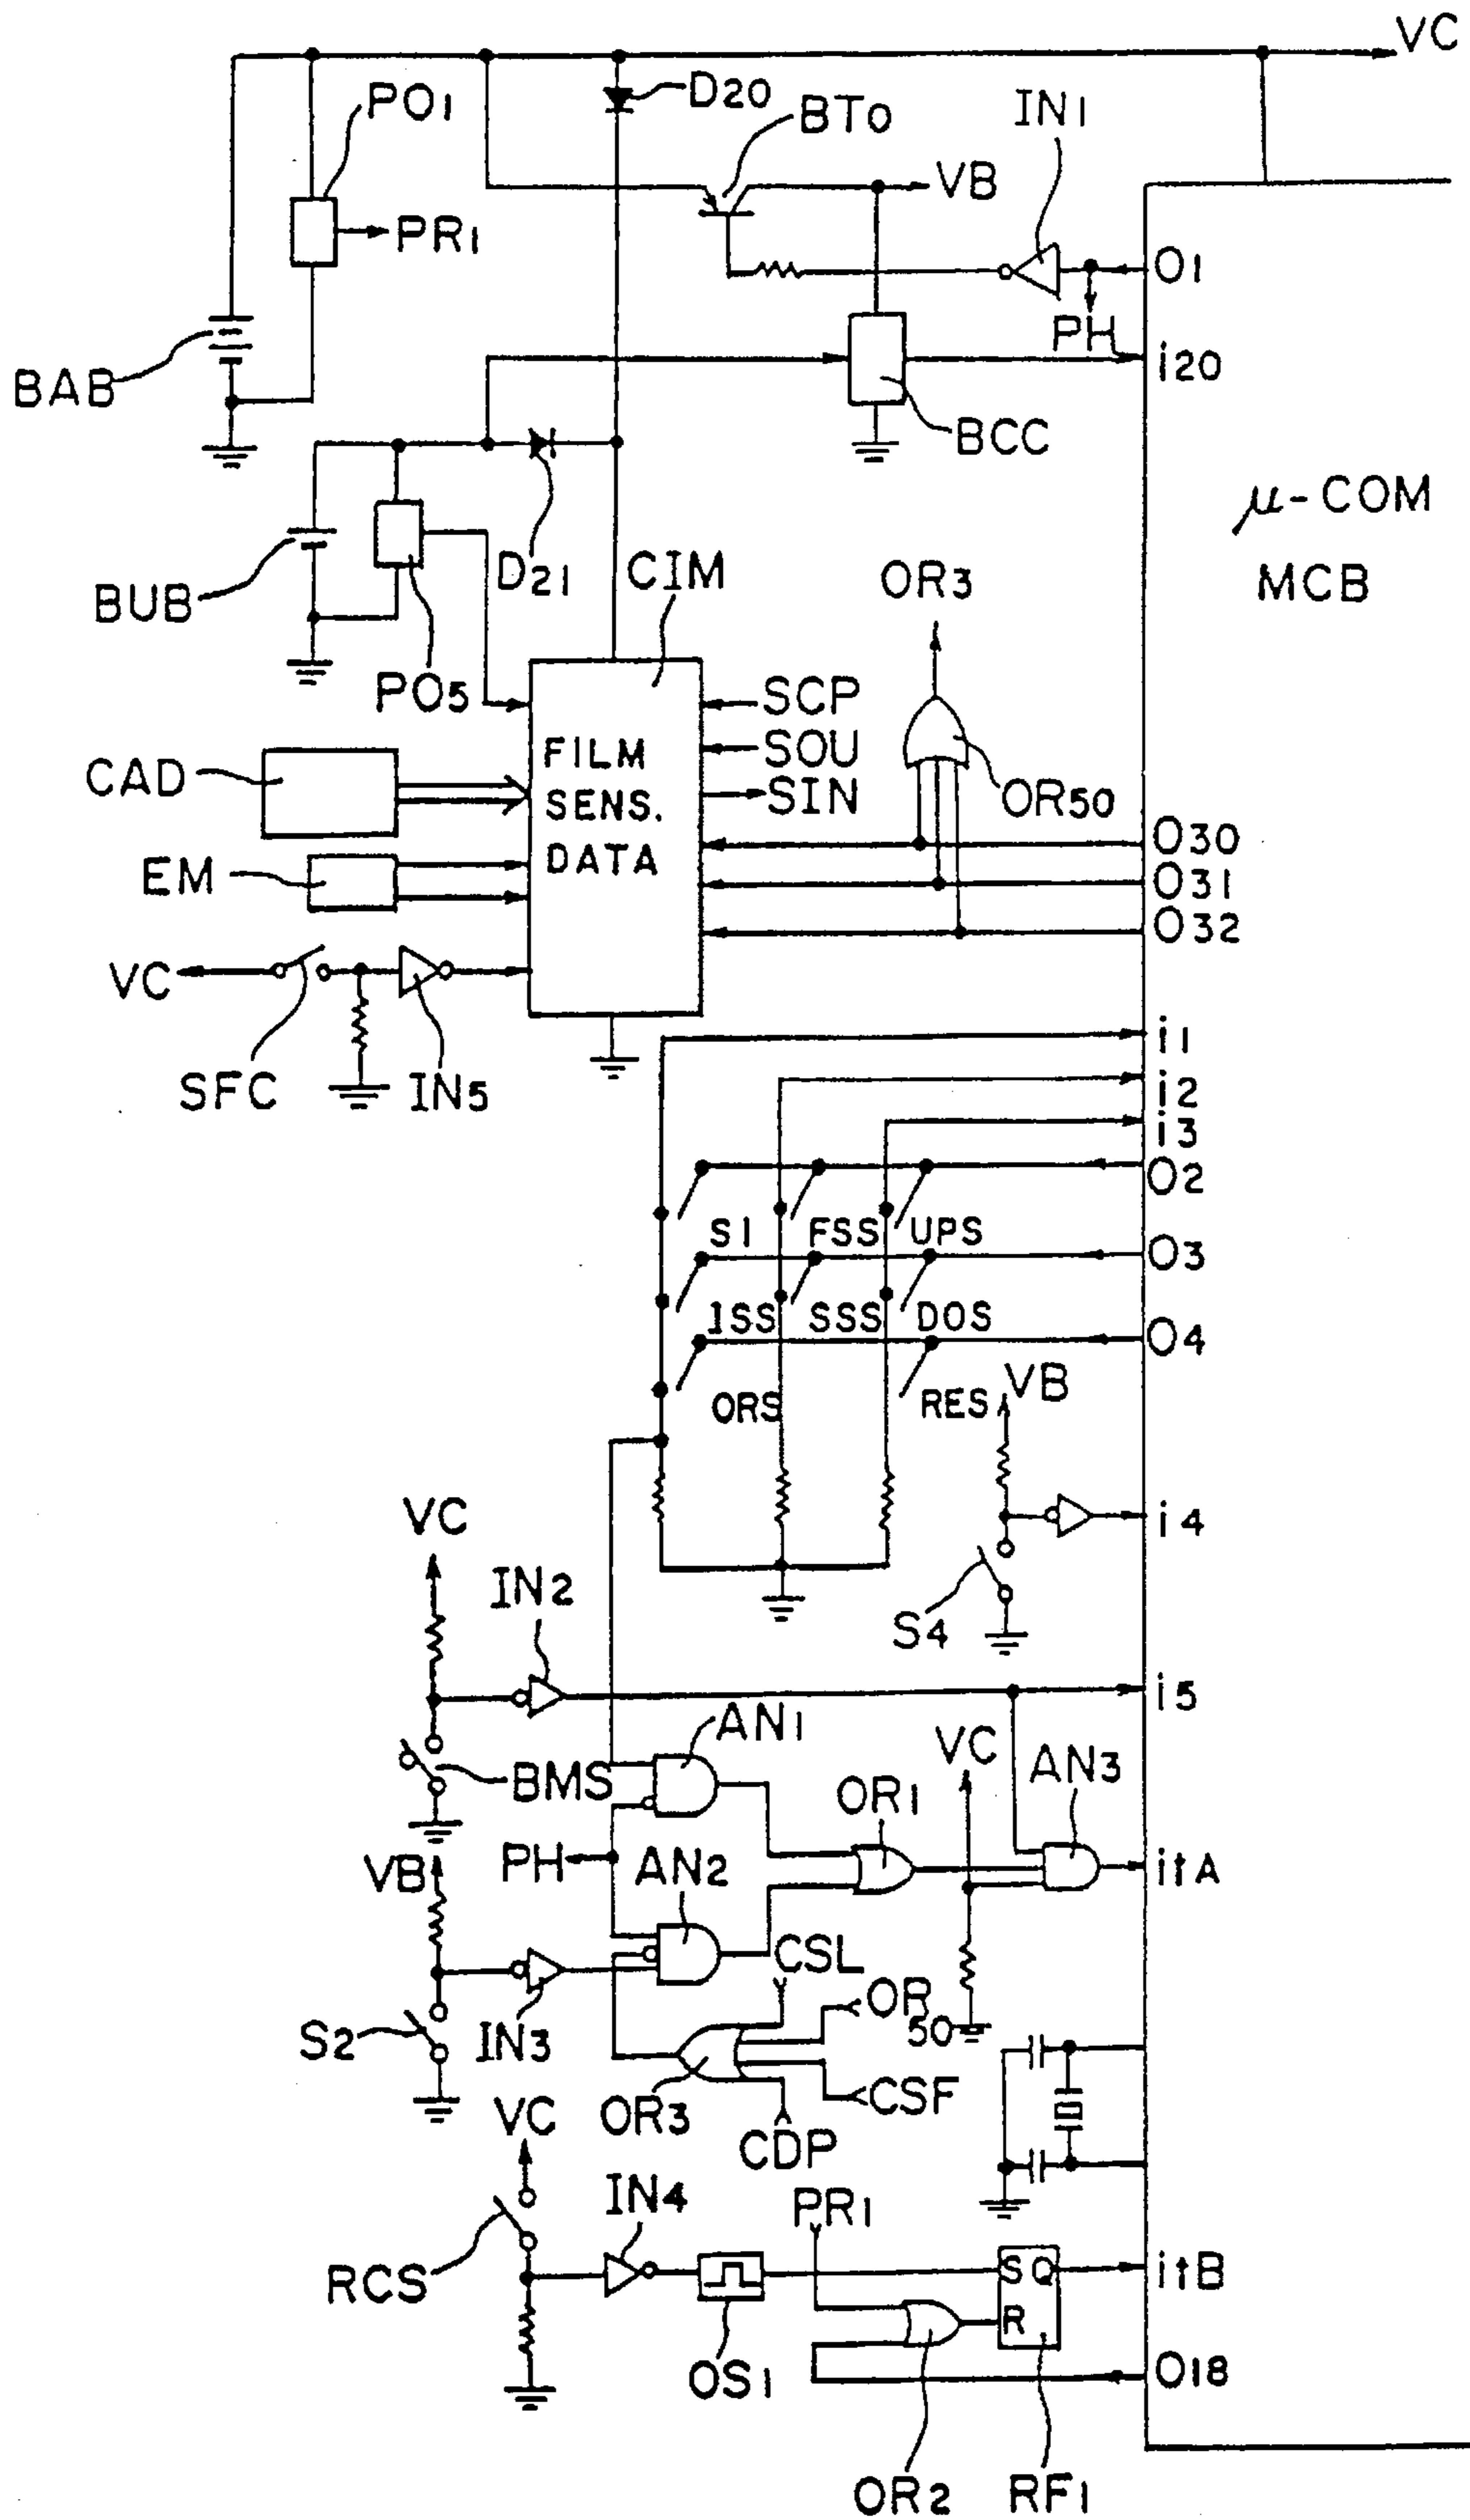 VC
PO1
D20
BTO
IN1
PR1
VB
O1
PH
i20
BAB
BCC
μ-COM
MCB
D21
CIM
OR3
BUB
PO5
SCP
SOU
SIN
FILM
SENS.
DATA
CAD
OR50
O30
EM
O31
O32
VC
SFC
IN5
i1
i2
i3
O2
S1 FSS UPS
O3
ISS SSS DOS
O4
VB
ORS RES
VC
i4
IN2
S4
i5
AN1
VC
AN3
BMS
OR1
PH
AN2
VB
itA
CSL
OR
50
S2
IN3
CSF
OR3
VC
CDP
IN4
PR1
RCS
S Q
itB
R
OS1
O18
OR2
RF1